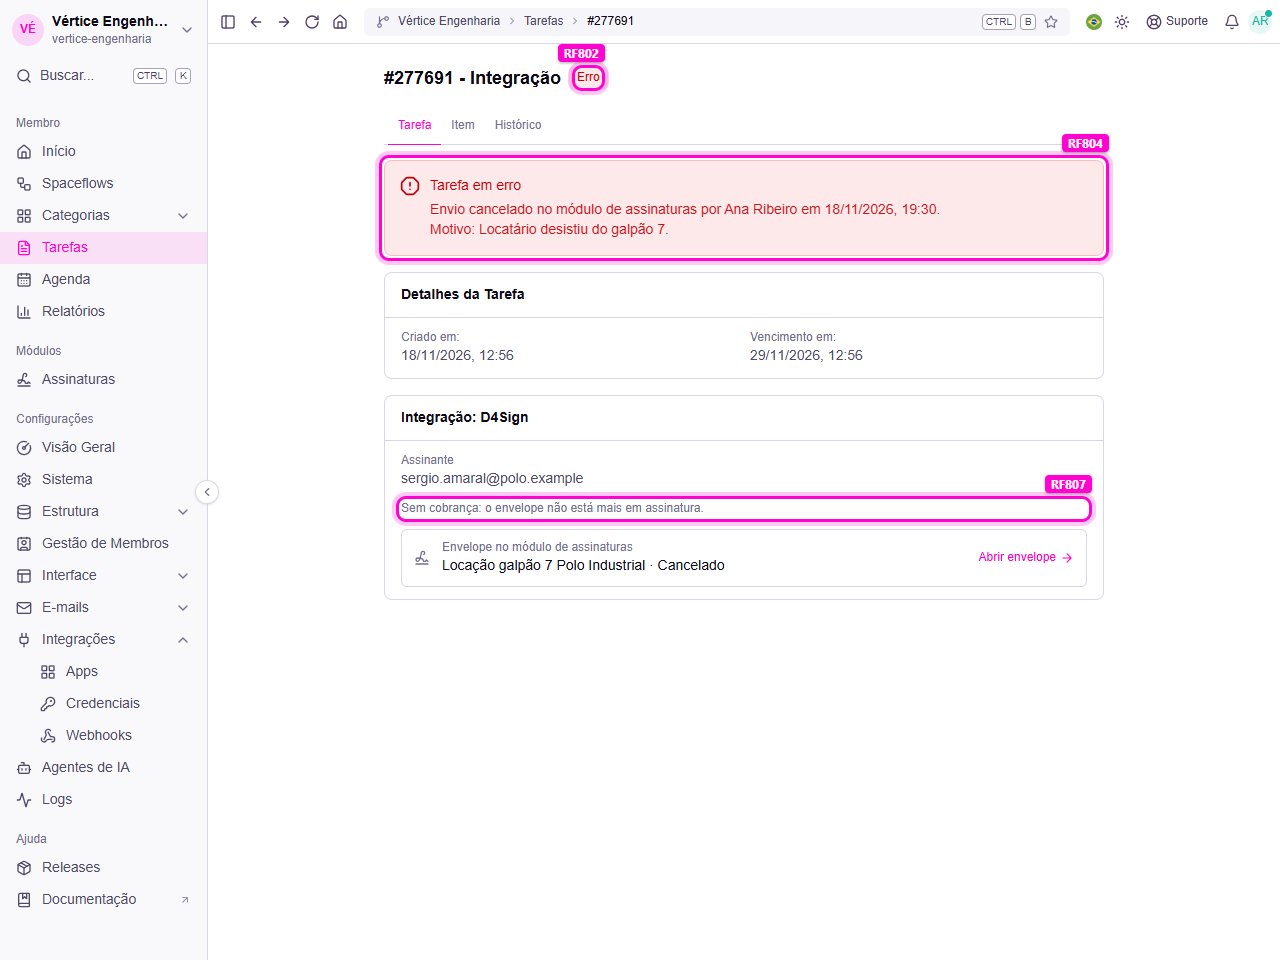 VÉ
Vértice Engenh...
vertice-engenharia
Buscar...
CTRL
K
Membro
Início
Spaceflows
Categorias
Tarefas
Agenda
Relatórios
Módulos
Assinaturas
Configurações
Visão Geral
Sistema
Estrutura
Gestão de Membros
Interface
E-mails
Integrações
Apps
Credenciais
Webhooks
Agentes de IA
Logs
Ajuda
Releases
Documentação
Vértice Engenharia
Tarefas
#277691
CTRL
B
Suporte
AR
RF802
#277691 - Integração
Erro
Tarefa
Item
Histórico
RF804
Tarefa em erro
Envio cancelado no módulo de assinaturas por Ana Ribeiro em 18/11/2026, 19:30.
Motivo: Locatário desistiu do galpão 7.
Detalhes da Tarefa
Criado em:
18/11/2026, 12:56
Vencimento em:
29/11/2026, 12:56
Integração: D4Sign
Assinante
sergio.amaral@polo.example
RF807
Sem cobrança: o envelope não está mais em assinatura.
Envelope no módulo de assinaturas
Locação galpão 7 Polo Industrial · Cancelado
Abrir envelope